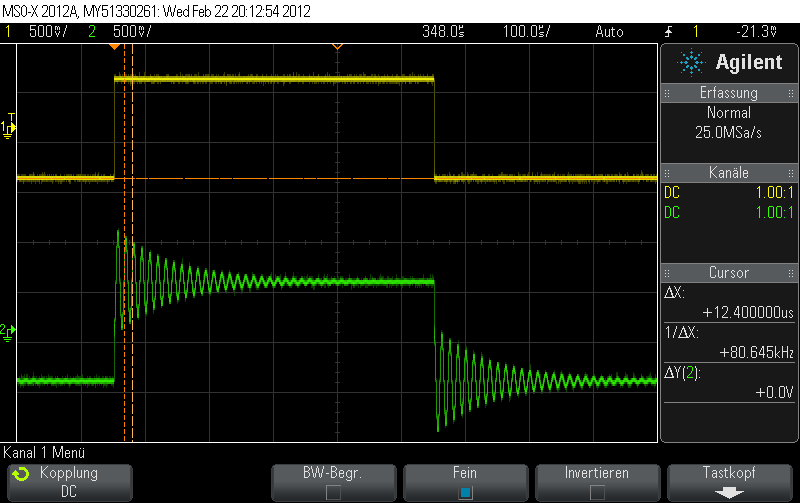 MSO-X 2012A, MY51330261: Wed Feb 22 20:12:54 2012
1 500mV/ 2 500mV/ 348.0us 100.0us/ Auto 1 -21.3mV
Agilent
Erfassung
Normal
25.0MSa/s
Kanäle
DC 1.00:1
DC 1.00:1
Cursor
ΔX:
+12.400000us
1/ΔX:
+80.645kHz
ΔY(2):
+0.0V
T
1
2
Kanal 1 Menü
Kopplung
DC
BW-Begr.
Fein
Invertieren
Tastkopf